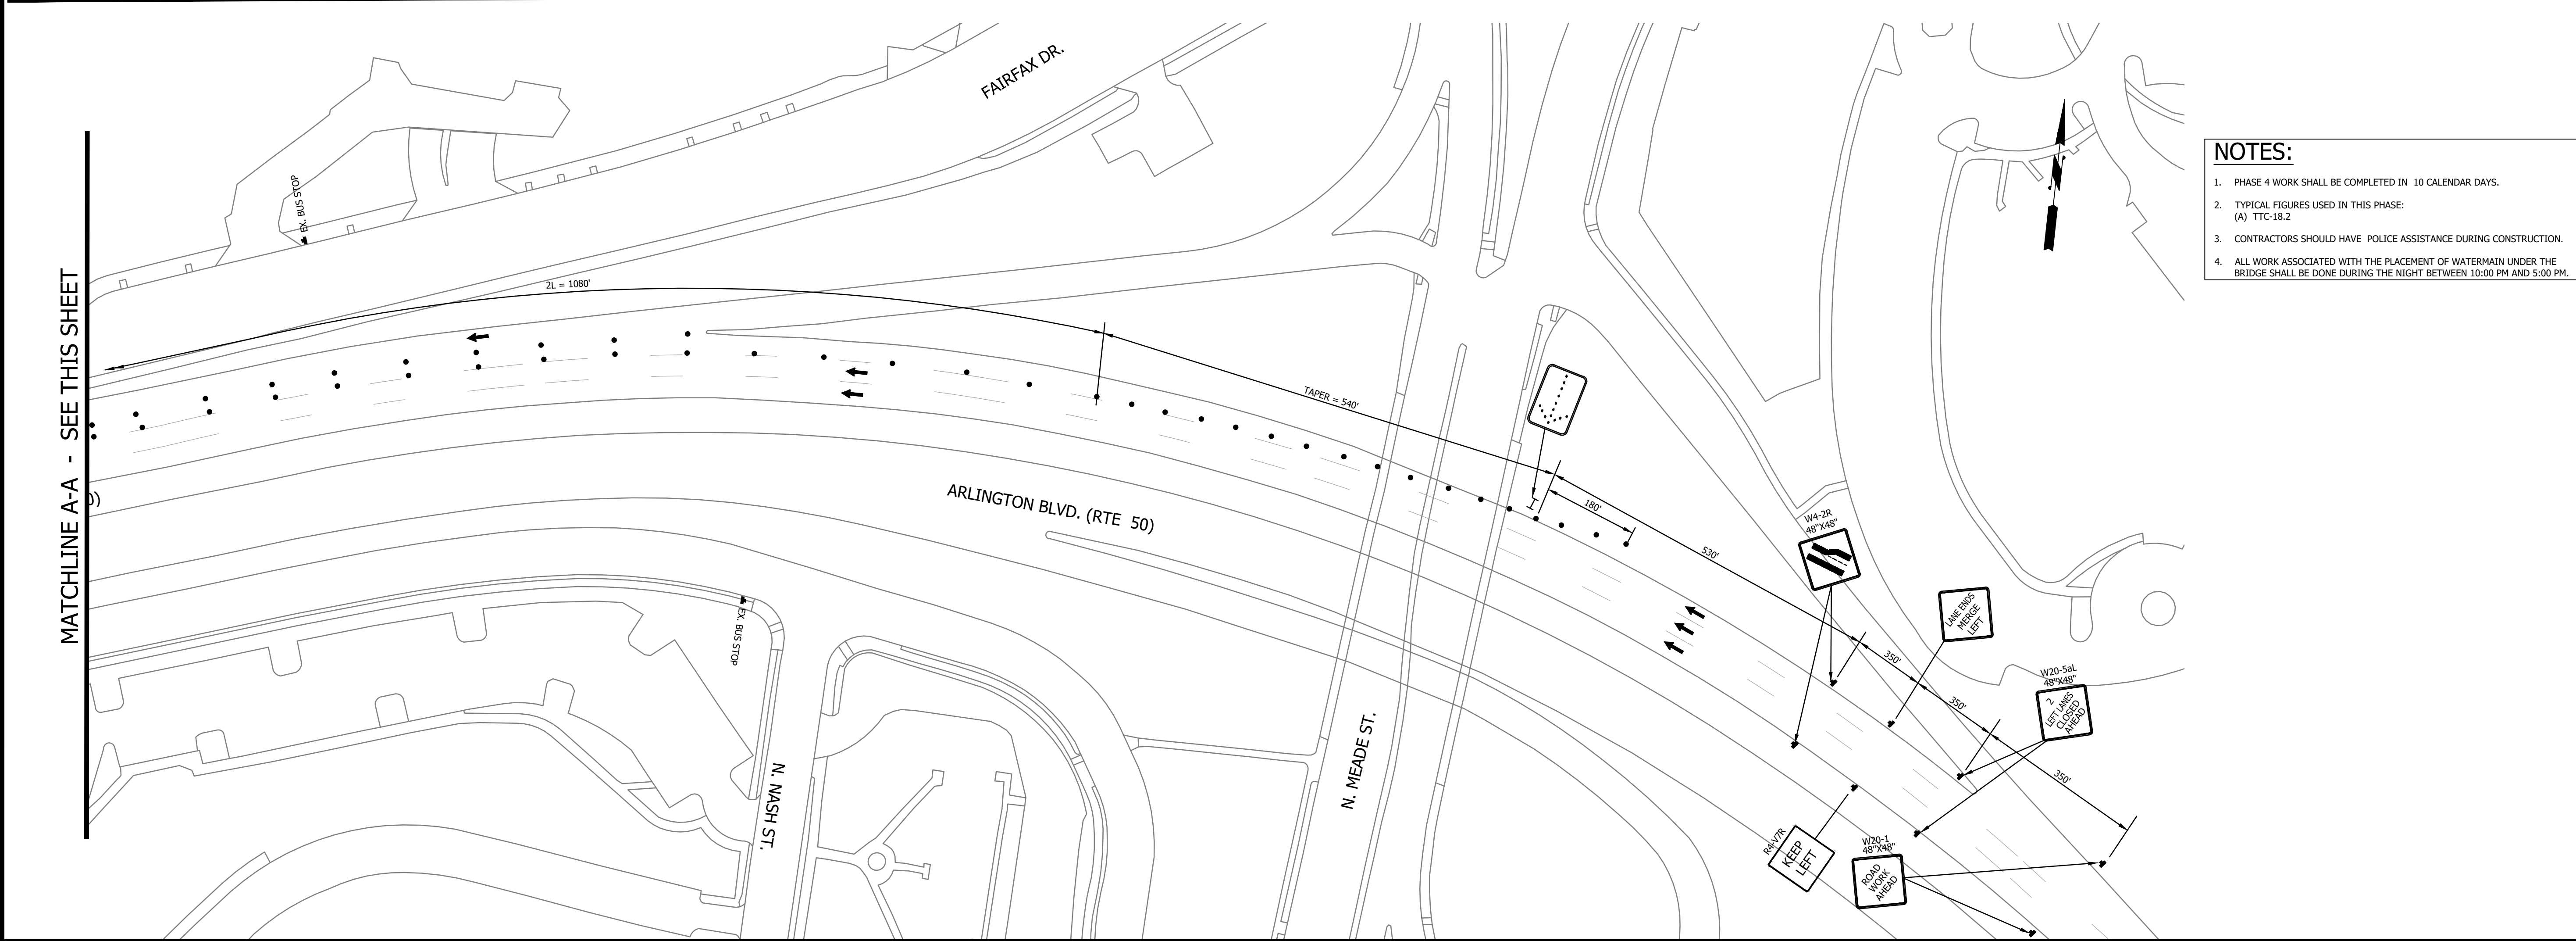 FAIRFAX DR.
EX. BUS STOP
MATCHLINE A-A - SEE THIS SHEET
2L = 1080'
TAPER = 540'
0)
ARLINGTON BLVD. (RTE 50)
180'
530'
350'
350'
350'
W4-2R
48"X48"
LANE ENDS
MERGE
LEFT
W20-5aL
48"X48"
2
LEFT LANES
CLOSED
AHEAD
R4-V7R
KEEP
LEFT
W20-1
48"X48"
ROAD
WORK
AHEAD
EX. BUS STOP
N. NASH ST.
N. MEADE ST.
N
NOTES:
1. PHASE 4 WORK SHALL BE COMPLETED IN 10 CALENDAR DAYS.
2. TYPICAL FIGURES USED IN THIS PHASE:
(A) TTC-18.2
3. CONTRACTORS SHOULD HAVE POLICE ASSISTANCE DURING CONSTRUCTION.
4. ALL WORK ASSOCIATED WITH THE PLACEMENT OF WATERMAIN UNDER THE
BRIDGE SHALL BE DONE DURING THE NIGHT BETWEEN 10:00 PM AND 5:00 PM.